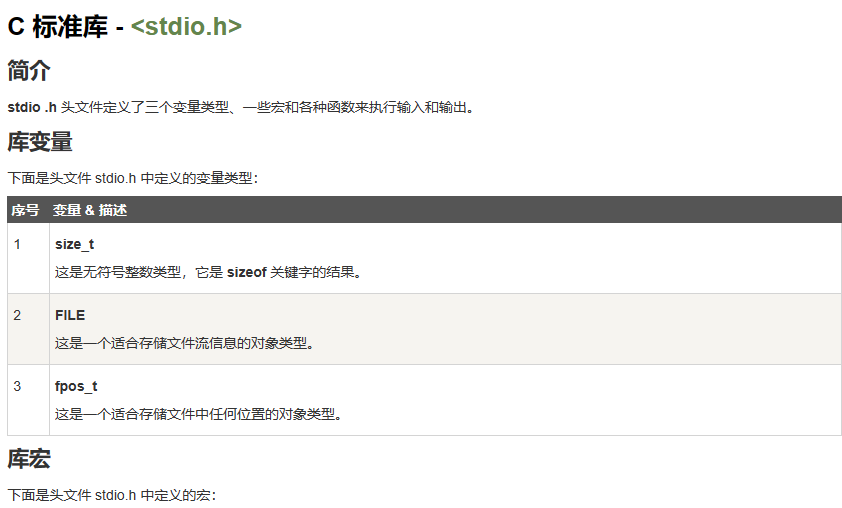 C 标准库 - <stdio.h>
简介
stdio .h 头文件定义了三个变量类型、一些宏和各种函数来执行输入和输出。
库变量
下面是头文件 stdio.h 中定义的变量类型：
序号 变量 & 描述
1 size_t
这是无符号整数类型，它是 sizeof 关键字的结果。
2 FILE
这是一个适合存储文件流信息的对象类型。
3 fpos_t
这是一个适合存储文件中任何位置的对象类型。
库宏
下面是头文件 stdio.h 中定义的宏：